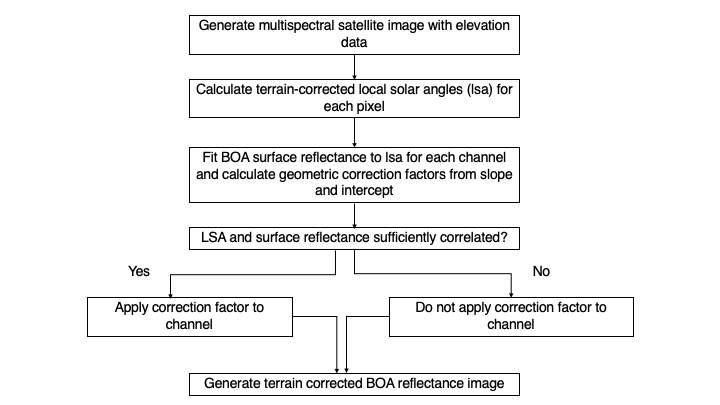 Generate multispectral satellite image with elevation
data
Calculate terrain-corrected local solar angles (lsa) for
each pixel
Fit BOA surface reflectance to lsa for each channel
and calculate geometric correction factors from slope
and intercept
LSA and surface reflectance sufficiently correlated?
Yes
No
Apply correction factor to
channel
Do not apply correction factor to
channel
Generate terrain corrected BOA reflectance image